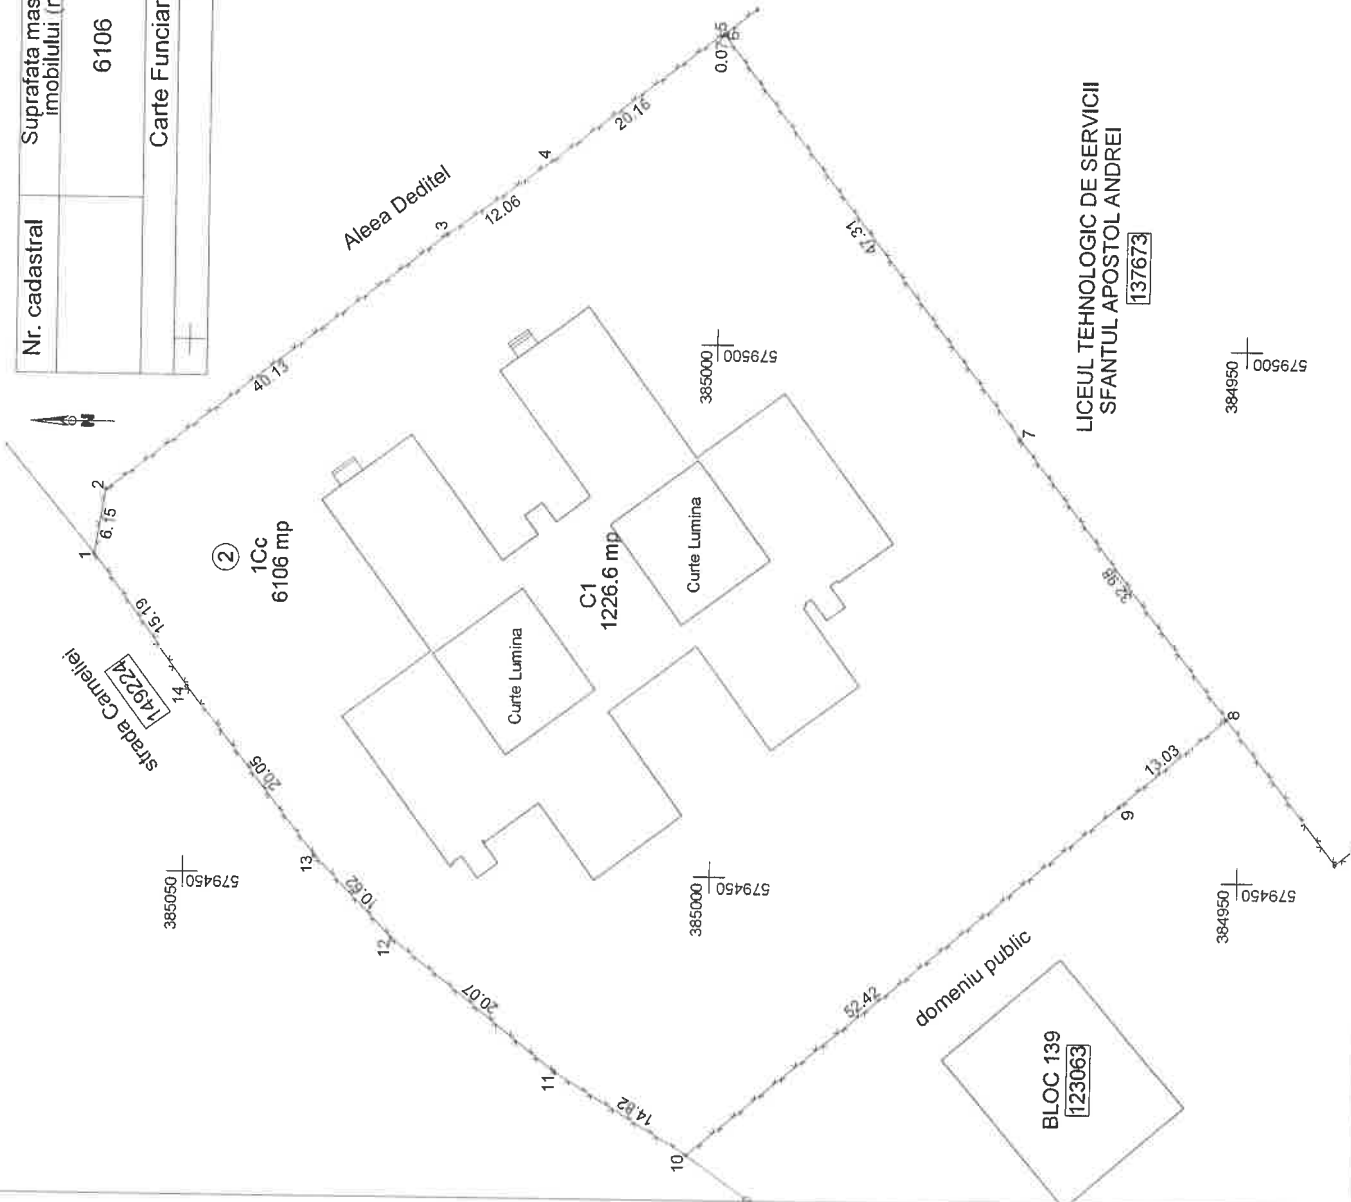 Nr. cadastral
Suprafata mas
imobilului (r
6106
Carte Funciar
N
Aleea Deditel
strada Cameliei
149224
1
6.15
2
40.13
3
12.06
4
20.16
47.31
7
32.98
8
13.03
9
52.42
10
14.82
11
20.07
12
10.62
13
20.05
14
15.19
2
1Cc
6106 mp
C1
1226.6 mp
Curte Lumina
Curte Lumina
385000
579500
385050
579450
385000
579450
384950
579500
384950
579450
LICEUL TEHNOLOGIC DE SERVICII
SFANTUL APOSTOL ANDREI
137673
domeniu public
BLOC 139
123063